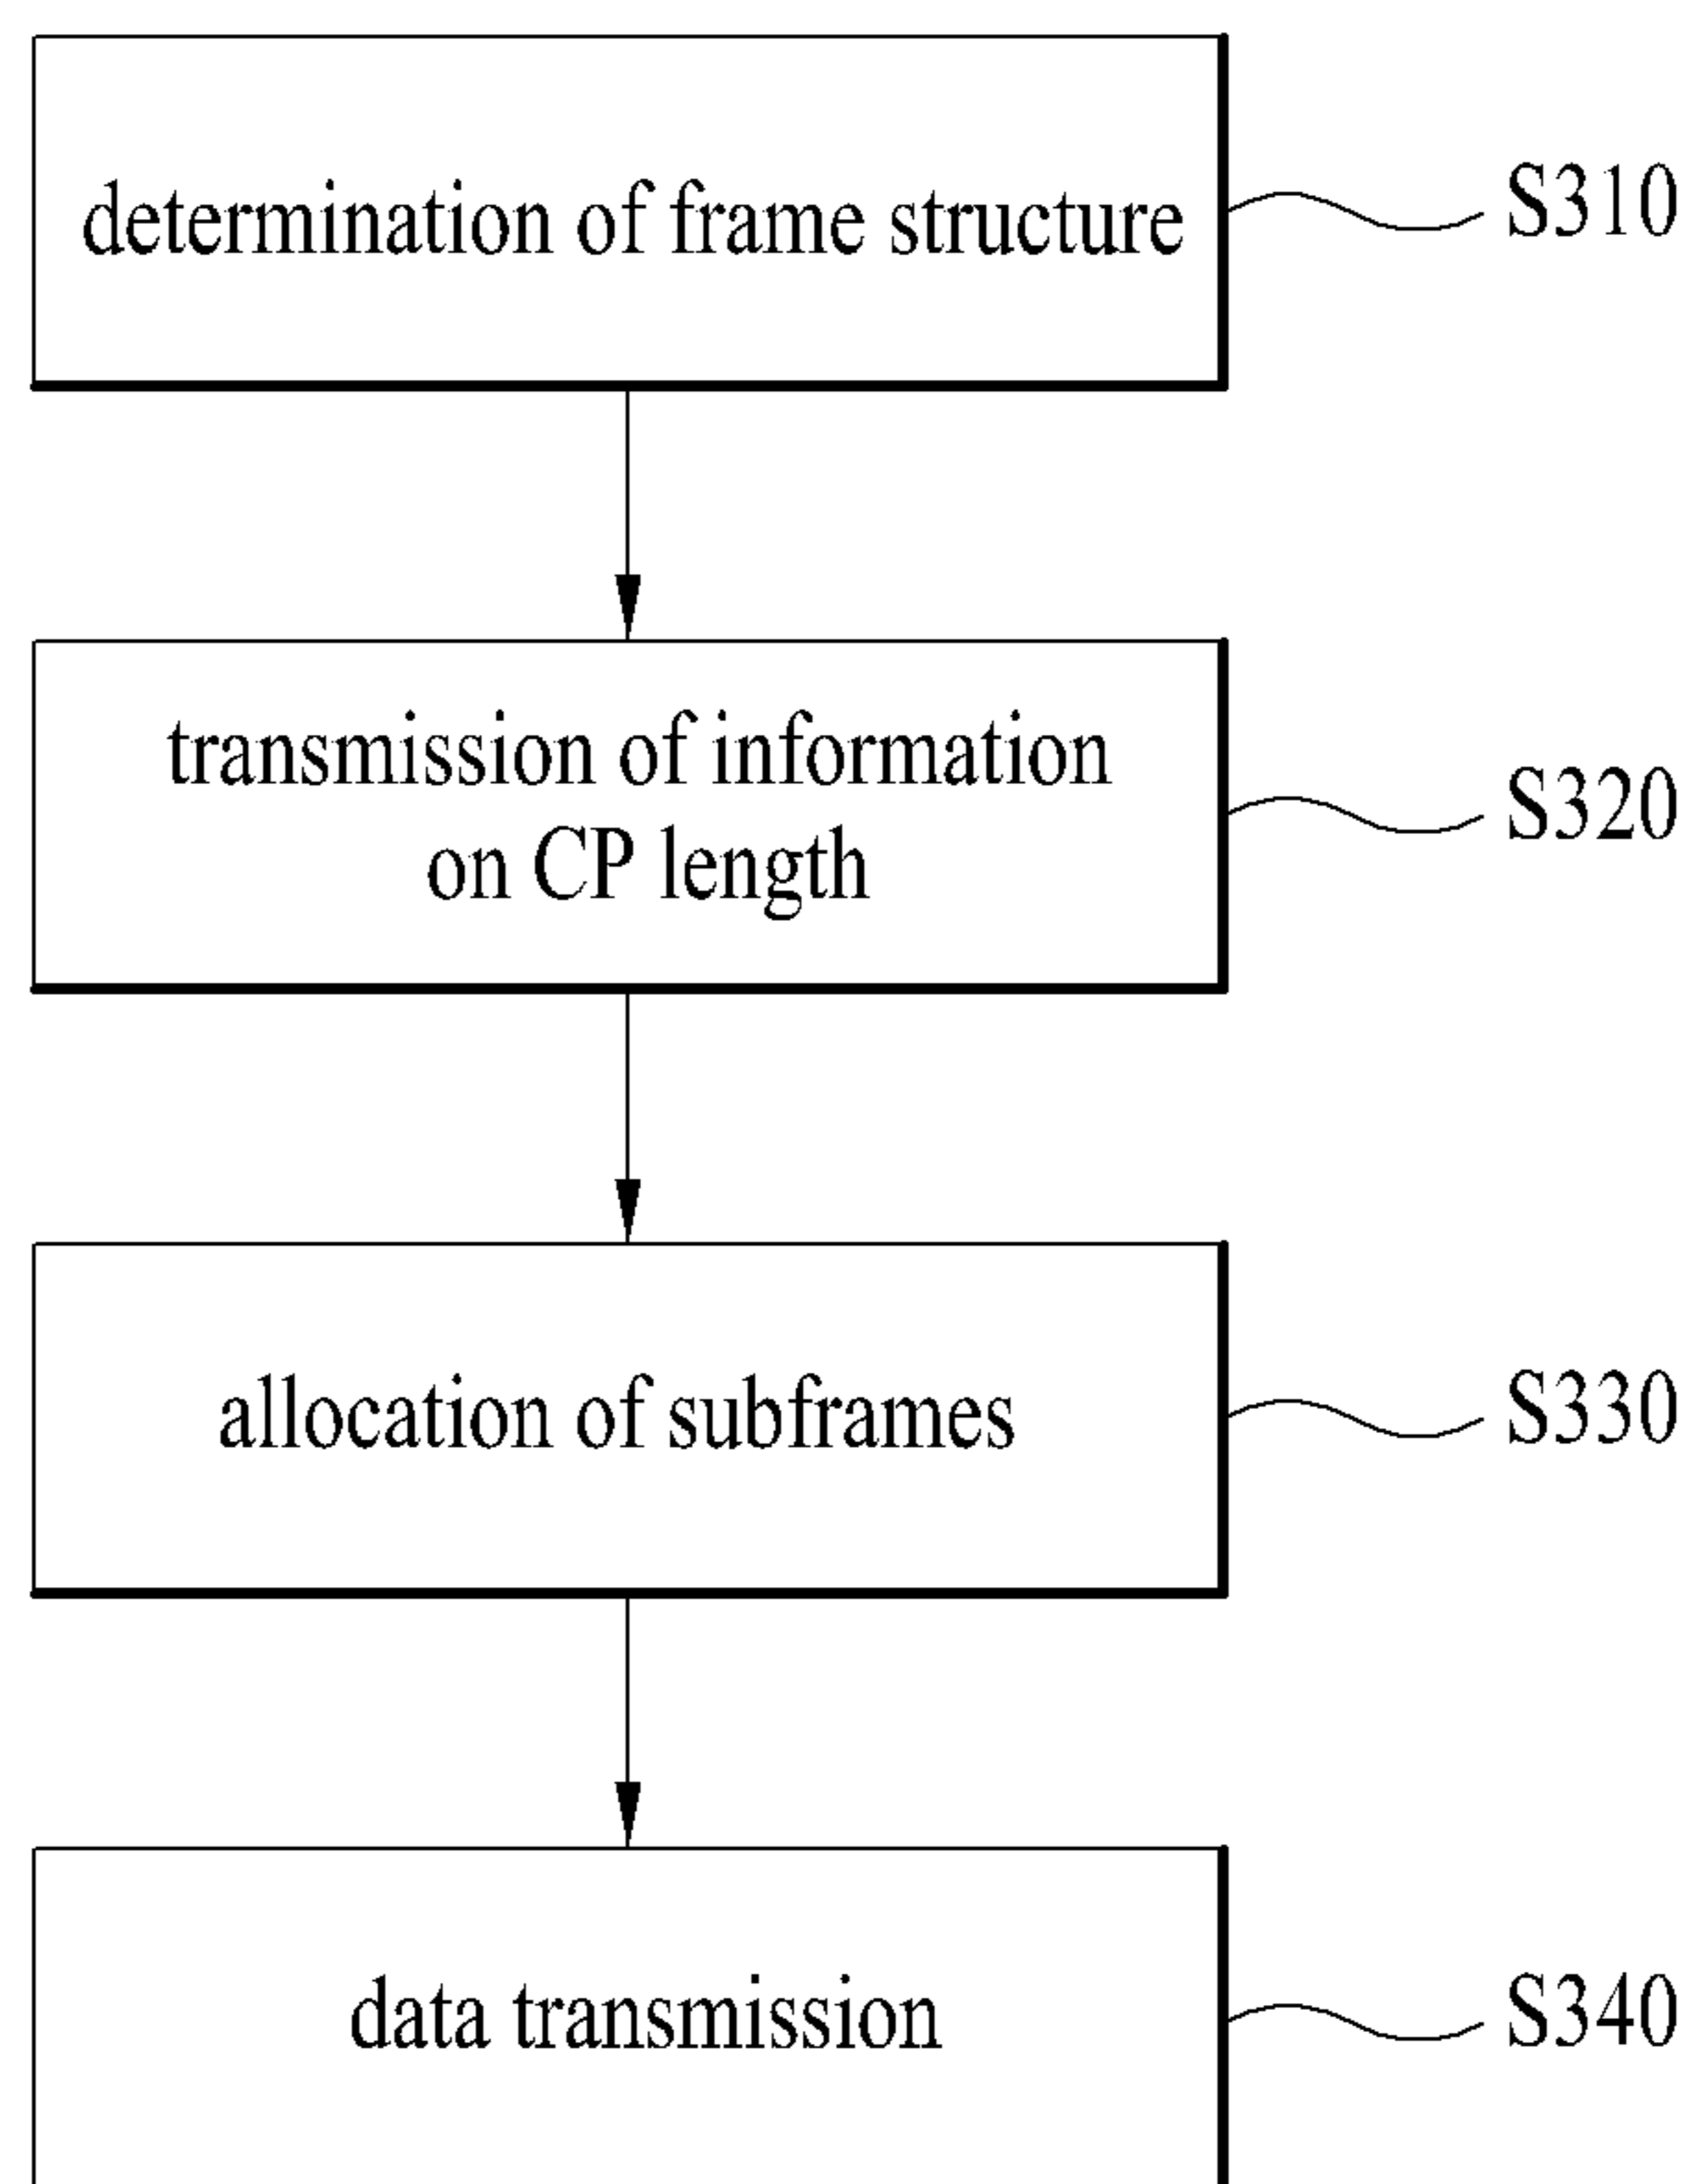 determination of frame structure
S310
transmission of information
on CP length
S320
allocation of subframes
S330
data transmission
S340